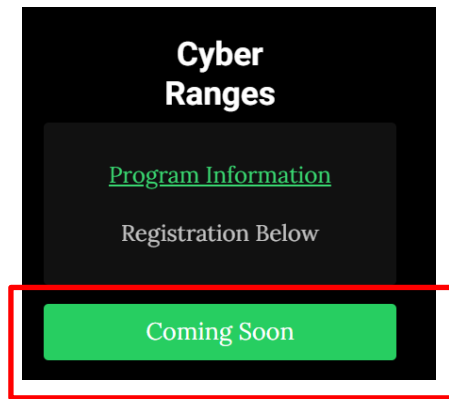 Cyber
Ranges
Program Information
Registration Below
Coming Soon